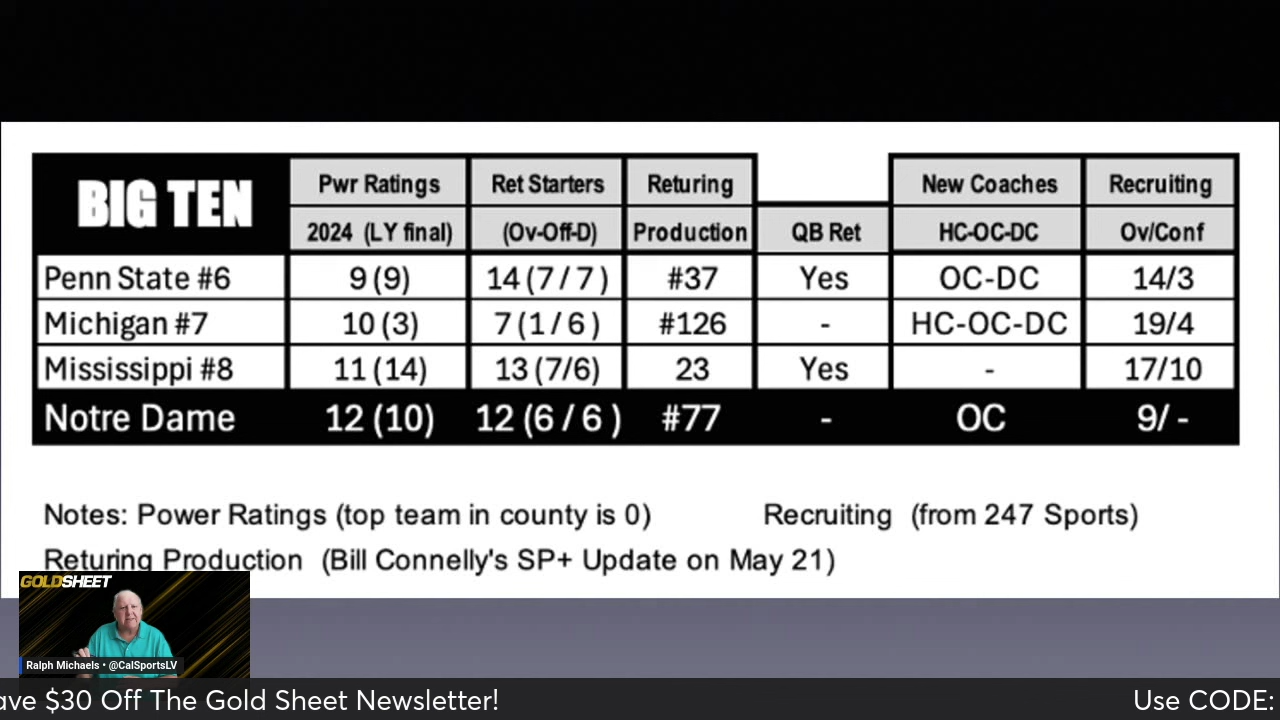 BIG TEN
Pwr Ratings Ret Starters Returing New Coaches Recruiting
2024 (LY final) (Ov-Off-D) Production QB Ret HC-OC-DC Ov/Conf
Penn State #6 9 (9) 14 (7 / 7 ) #37 Yes OC-DC 14/3
Michigan #7 10 (3) 7 (1 / 6 ) #126 - HC-OC-DC 19/4
Mississippi #8 11 (14) 13 (7/6) 23 Yes - 17/10
Notre Dame 12 (10) 12 (6 / 6 ) #77 - OC 9/ -
Notes: Power Ratings (top team in county is 0) Recruiting (from 247 Sports)
Returing Production (Bill Connelly's SP+ Update on May 21)
GOLDSHEET
Ralph Michaels • @CalSportsLV
ave $30 Off The Gold Sheet Newsletter! Use CODE: